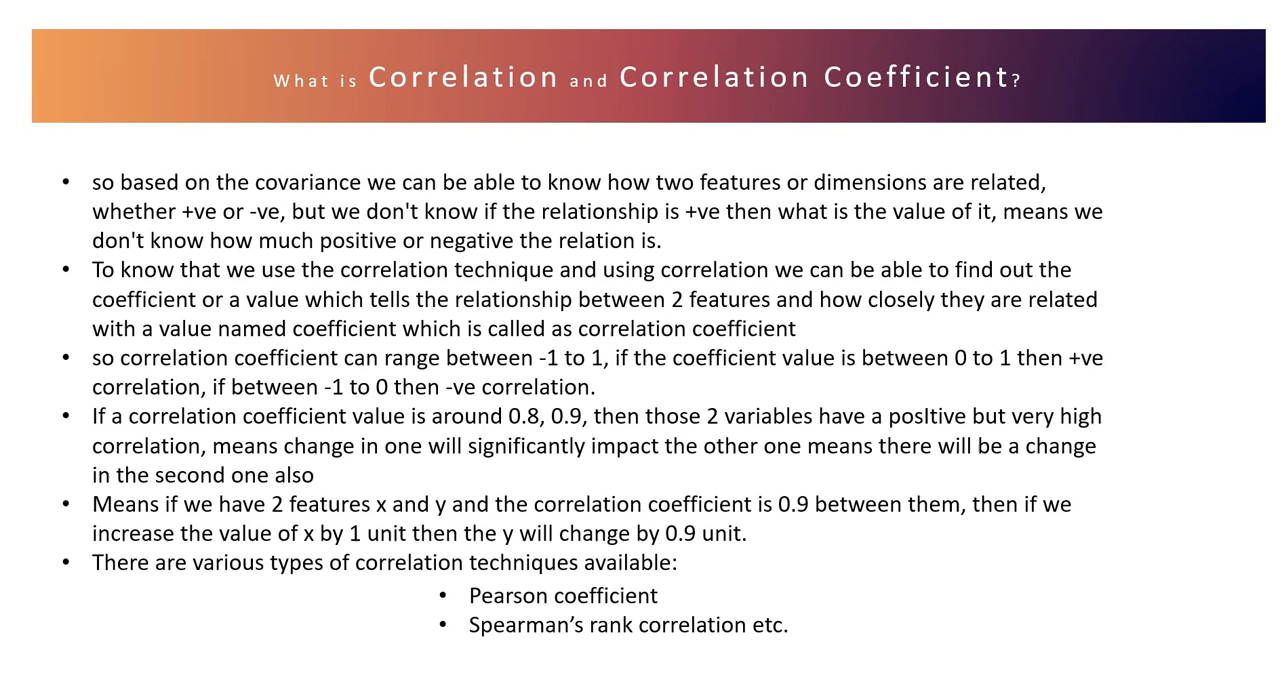 What is Correlation and Correlation Coefficient?
• so based on the covariance we can be able to know how two features or dimensions are related,
whether +ve or -ve, but we don't know if the relationship is +ve then what is the value of it, means we
don't know how much positive or negative the relation is.
• To know that we use the correlation technique and using correlation we can be able to find out the
coefficient or a value which tells the relationship between 2 features and how closely they are related
with a value named coefficient which is called as correlation coefficient
• so correlation coefficient can range between -1 to 1, if the coefficient value is between 0 to 1 then +ve
correlation, if between -1 to 0 then -ve correlation.
• If a correlation coefficient value is around 0.8, 0.9, then those 2 variables have a posItive but very high
correlation, means change in one will significantly impact the other one means there will be a change
in the second one also
• Means if we have 2 features x and y and the correlation coefficient is 0.9 between them, then if we
increase the value of x by 1 unit then the y will change by 0.9 unit.
• There are various types of correlation techniques available:
• Pearson coefficient
• Spearman’s rank correlation etc.